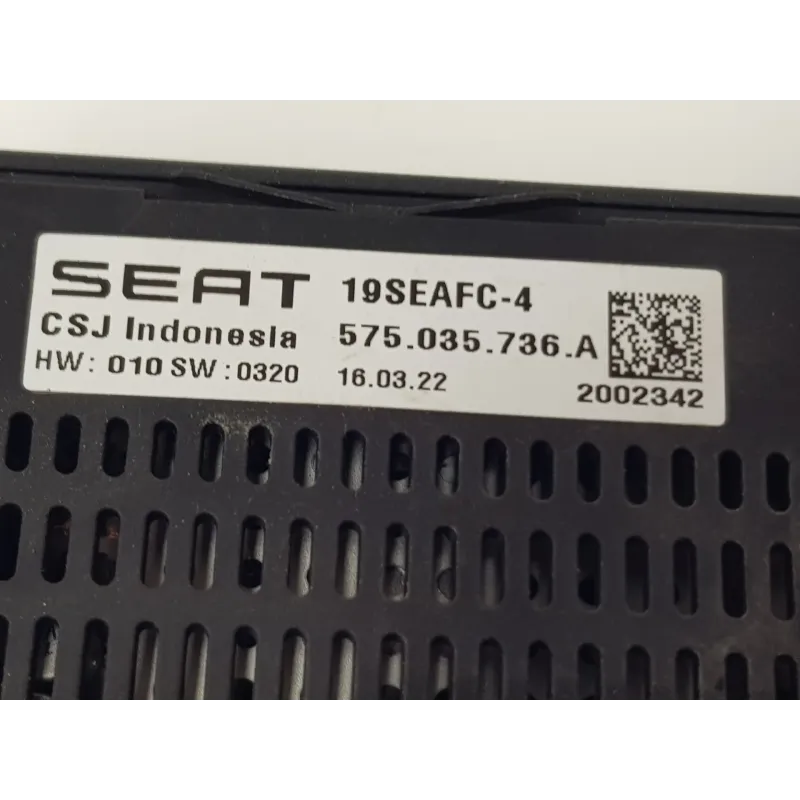 SEAT 19SEAFC-4
CSJ Indonesia 575.035.736.A
HW: 010 SW :0320 16.03.22 2002342